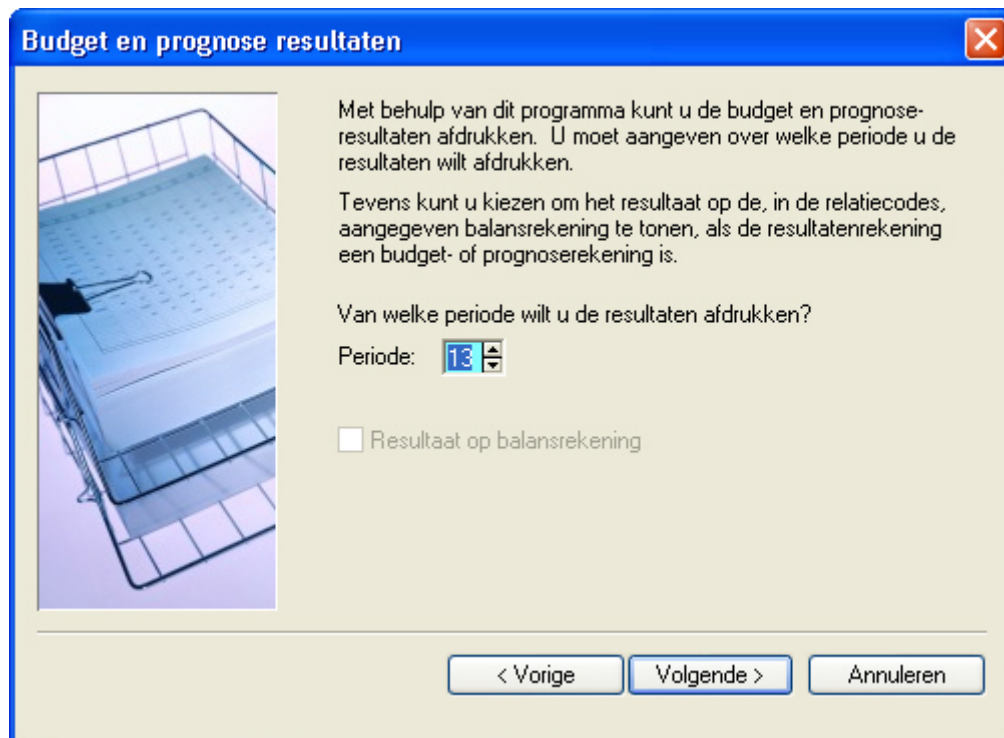 Budget en prognose resultaten
Met behulp van dit programma kunt u de budget en prognose-
resultaten afdrukken. U moet aangeven over welke periode u de
resultaten wilt afdrukken.
Tevens kunt u kiezen om het resultaat op de, in de relatiecodes,
aangegeven balansrekening te tonen, als de resultatenrekening
een budget- of prognoserekening is.
Van welke periode wilt u de resultaten afdrukken?
Periode: 13
Resultaat op balansrekening
< Vorige Volgende > Annuleren